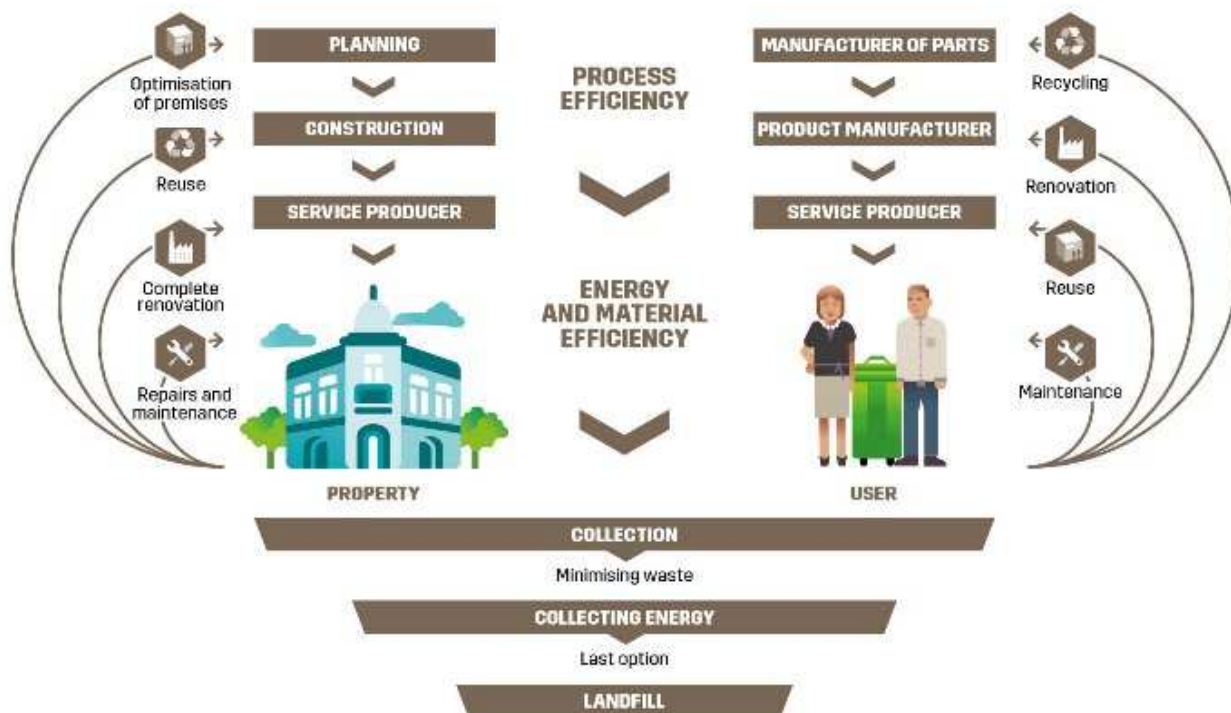 PLANNING
Optimisation
of premises
CONSTRUCTION
Reuse
SERVICE PRODUCER
Complete
renovation
Repairs and
maintenance
PROPERTY
PROCESS
EFFICIENCY
ENERGY
AND MATERIAL
EFFICIENCY
MANUFACTURER OF PARTS
Recycling
PRODUCT MANUFACTURER
Renovation
SERVICE PRODUCER
Reuse
Maintenance
USER
COLLECTION
Minimising waste
COLLECTING ENERGY
Last option
LANDFILL